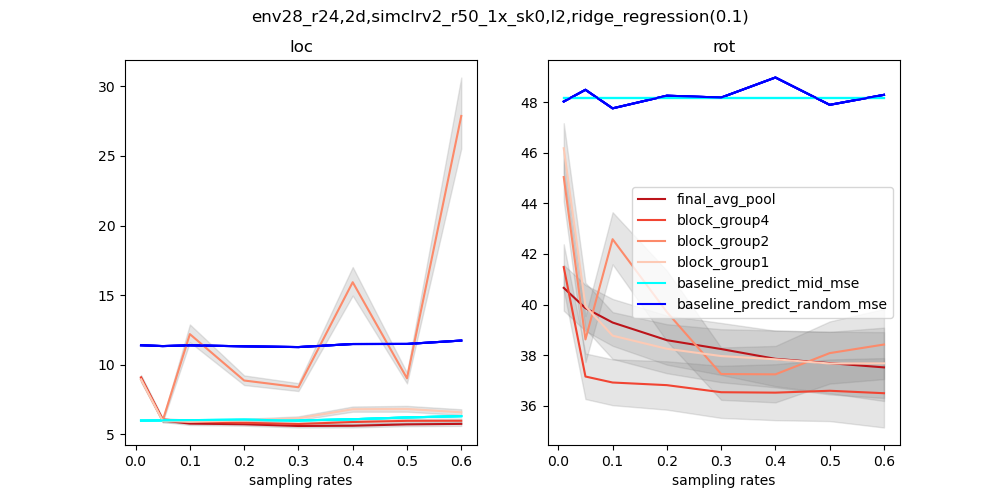 env28_r24,2d,simclrv2_r50_1x_sk0,l2,ridge_regression(0.1)
loc
30
25
20
15
10
5
0.0 0.1 0.2 0.3 0.4 0.5 0.6
sampling rates
rot
48
46
44
42
40
38
36
final_avg_pool
block_group4
block_group2
block_group1
baseline_predict_mid_mse
baseline_predict_random_mse
0.0 0.1 0.2 0.3 0.4 0.5 0.6
sampling rates